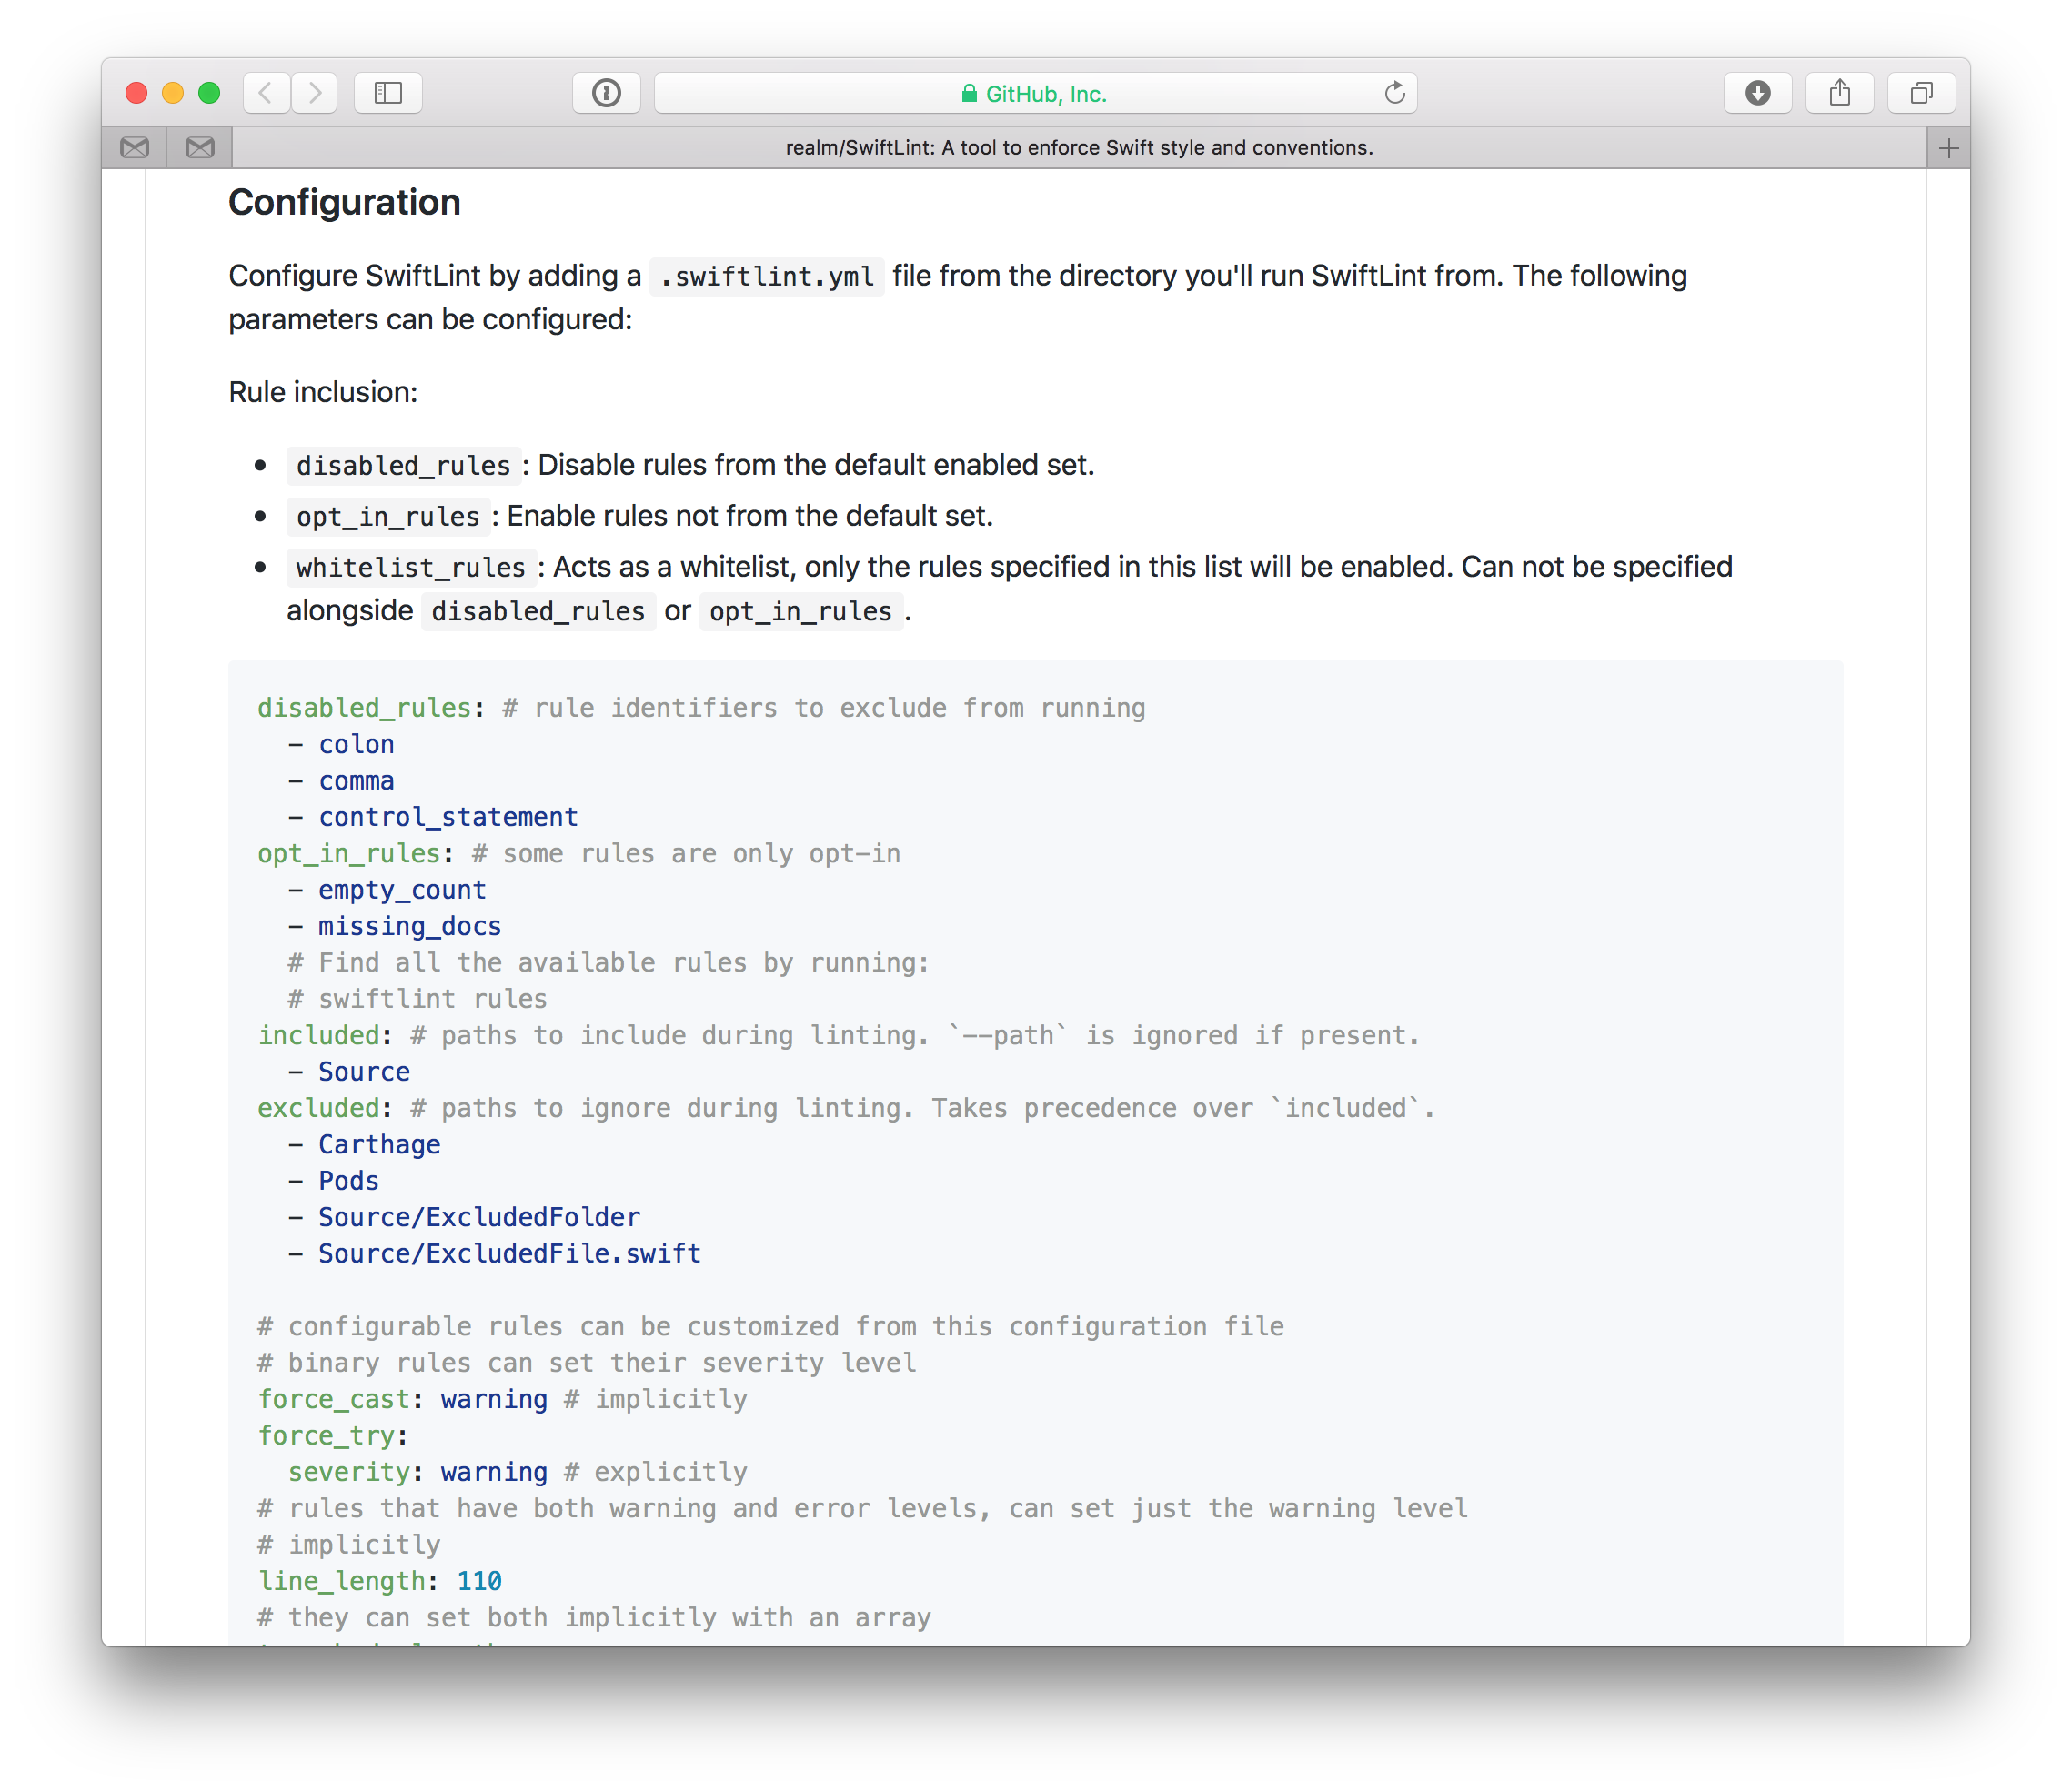 GitHub, Inc.
realm/SwiftLint: A tool to enforce Swift style and conventions.
Configuration
Configure SwiftLint by adding a .swiftlint.yml file from the directory you'll run SwiftLint from. The following
parameters can be configured:
Rule inclusion:
• disabled_rules : Disable rules from the default enabled set.
• opt_in_rules : Enable rules not from the default set.
• whitelist_rules : Acts as a whitelist, only the rules specified in this list will be enabled. Can not be specified
alongside disabled_rules or opt_in_rules .
disabled_rules: # rule identifiers to exclude from running
  - colon
  - comma
  - control_statement
opt_in_rules: # some rules are only opt-in
  - empty_count
  - missing_docs
  # Find all the available rules by running:
  # swiftlint rules
included: # paths to include during linting. `--path` is ignored if present.
  - Source
excluded: # paths to ignore during linting. Takes precedence over `included`.
  - Carthage
  - Pods
  - Source/ExcludedFolder
  - Source/ExcludedFile.swift
# configurable rules can be customized from this configuration file
# binary rules can set their severity level
force_cast: warning # implicitly
force_try:
  severity: warning # explicitly
# rules that have both warning and error levels, can set just the warning level
# implicitly
line_length: 110
# they can set both implicitly with an array